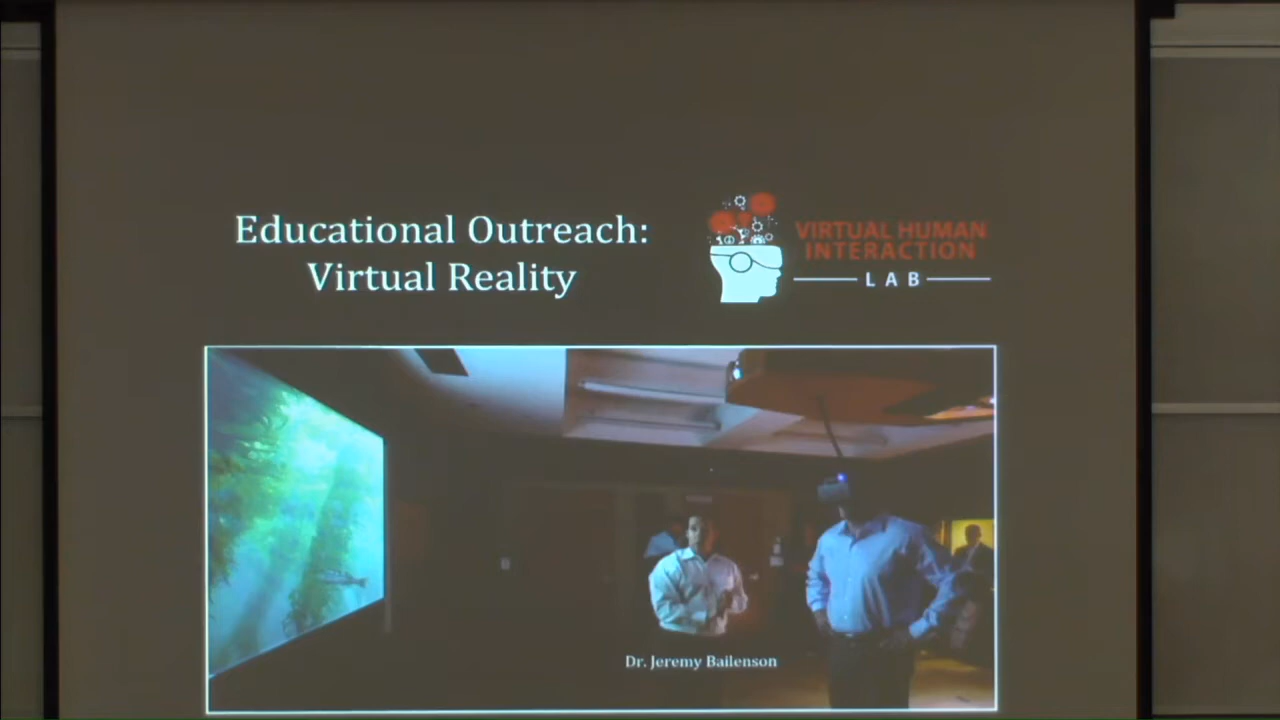 Educational Outreach:
Virtual Reality
VIRTUAL HUMAN
INTERACTION
LAB
Dr. Jeremy Bailenson